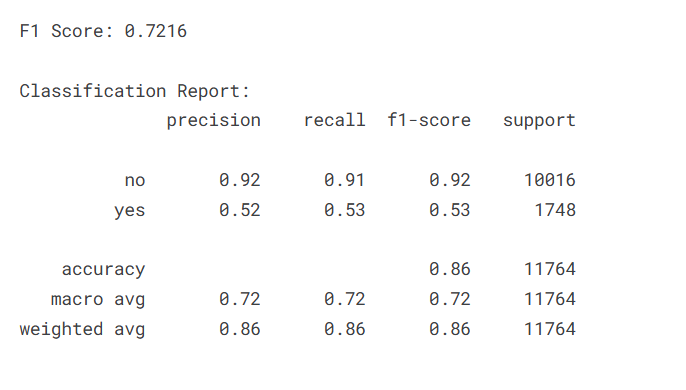 F1 Score: 0.7216
Classification Report:
precision recall f1-score support
no 0.92 0.91 0.92 10016
yes 0.52 0.53 0.53 1748
accuracy 0.86 11764
macro avg 0.72 0.72 0.72 11764
weighted avg 0.86 0.86 0.86 11764